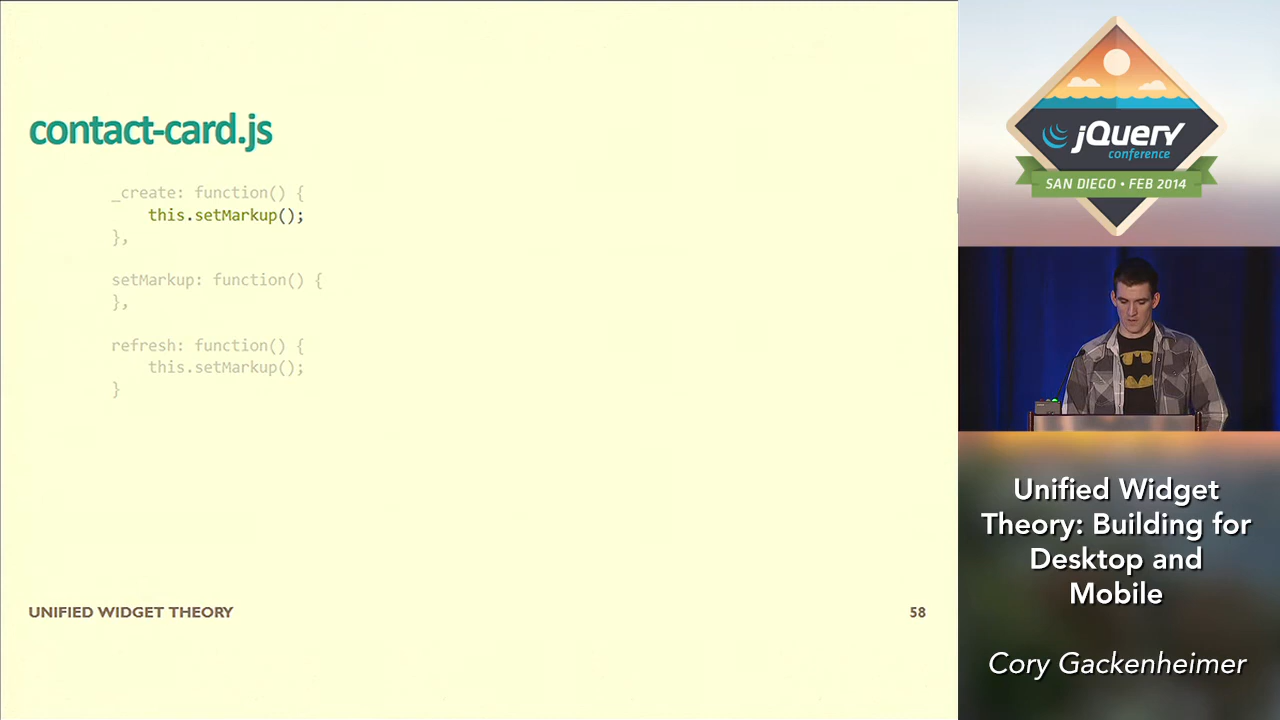 contact-card.js
_create: function() {
this.setMarkup();
},
setMarkup: function() {
},
refresh: function() {
this.setMarkup();
}
UNIFIED WIDGET THEORY
58
jQuery
conference
SAN DIEGO • FEB 2014
Unified Widget
Theory: Building for
Desktop and
Mobile
Cory Gackenheimer